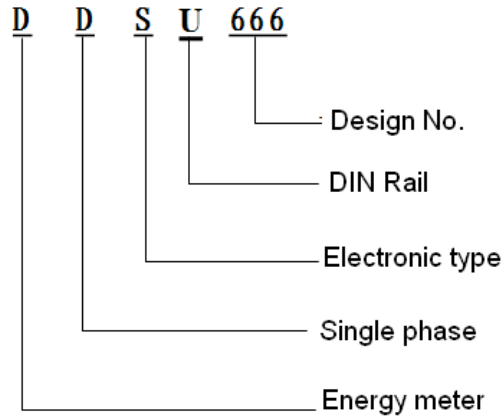 D D S U 666
Design No.
DIN Rail
Electronic type
Single phase
Energy meter